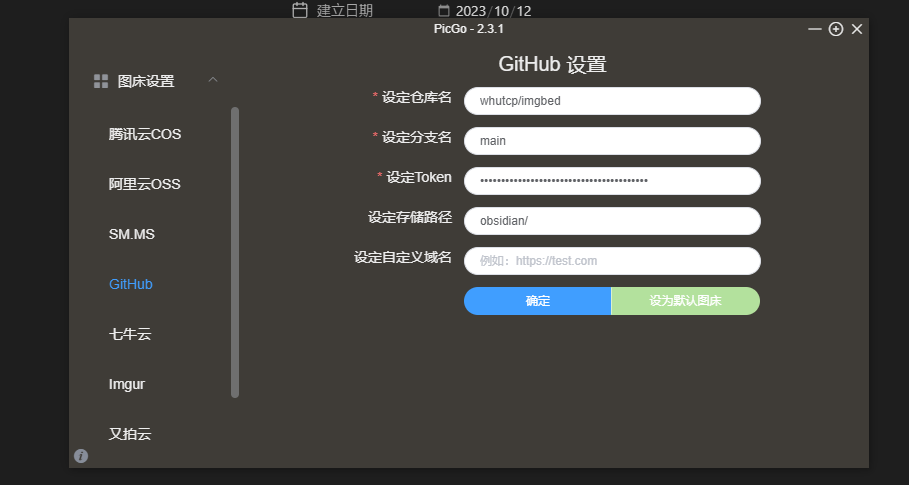 建立日期 2023/10/12
PicGo - 2.3.1
图床设置
腾讯云COS
阿里云OSS
SM.MS
GitHub
七牛云
Imgur
又拍云
GitHub 设置
* 设定仓库名 whutcp/imgbed
* 设定分支名 main
* 设定Token ••••••••••••••••••••••••••••••••••••••••
设定存储路径 obsidian/
设定自定义域名 例如：https://test.com
确定 设为默认图床